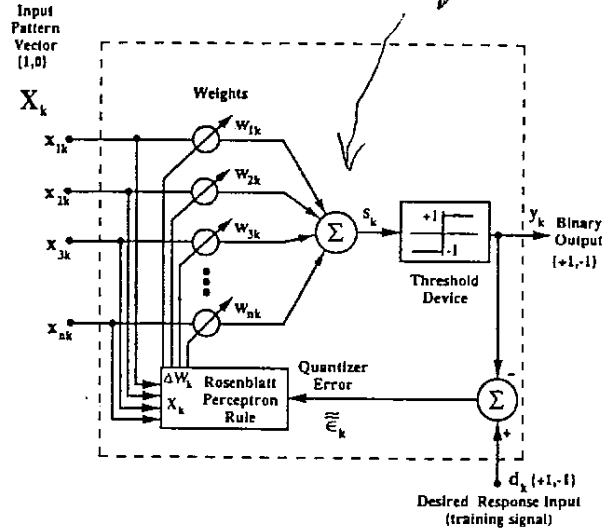 Input
Pattern
Vector
{1,0}
X_k
Weights
x_1k
w_1k
x_2k
w_2k
x_3k
w_3k
x_nk
w_nk
Σ
s_k
+1
-1
Threshold
Device
y_k
Binary
Output
{+1,-1}
ΔW_k
X_k
Rosenblatt
Perceptron
Rule
Quantizer
Error
ϵ̃̃_k
-
Σ
+
d_k {+1,-1}
Desired Response Input
(training signal)